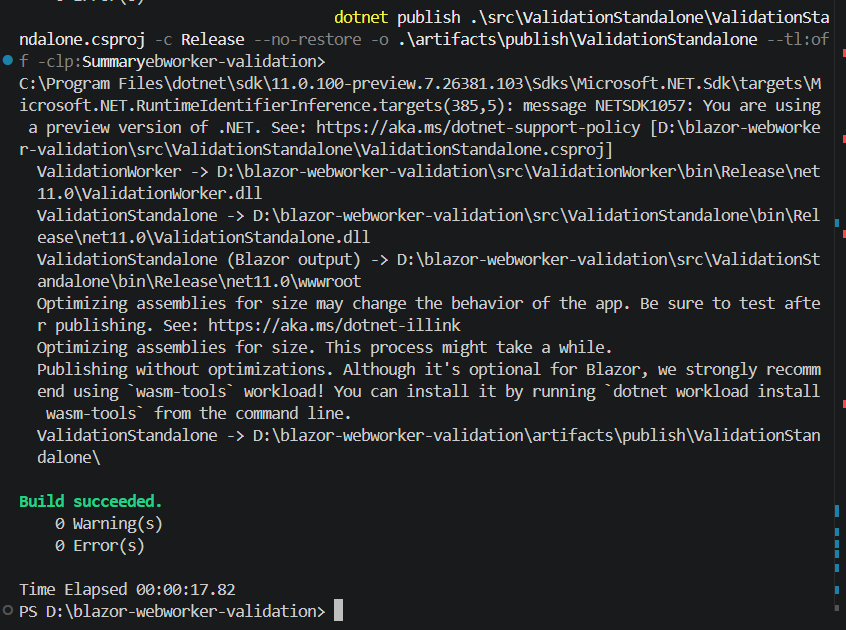 dotnet publish .\src\ValidationStandalone\ValidationSta
ndalone.csproj -c Release --no-restore -o .\artifacts\publish\ValidationStandalone --tl:of
f -clp:Summaryebworker-validation>
C:\Program Files\dotnet\sdk\11.0.100-preview.7.26381.103\Sdks\Microsoft.NET.Sdk\targets\M
icrosoft.NET.RuntimeIdentifierInference.targets(385,5): message NETSDK1057: You are using
 a preview version of .NET. See: https://aka.ms/dotnet-support-policy [D:\blazor-webworke
r-validation\src\ValidationStandalone\ValidationStandalone.csproj]
  ValidationWorker -> D:\blazor-webworker-validation\src\ValidationWorker\bin\Release\net
  11.0\ValidationWorker.dll
  ValidationStandalone -> D:\blazor-webworker-validation\src\ValidationStandalone\bin\Rel
  ease\net11.0\ValidationStandalone.dll
  ValidationStandalone (Blazor output) -> D:\blazor-webworker-validation\src\ValidationSt
  andalone\bin\Release\net11.0\wwwroot
  Optimizing assemblies for size may change the behavior of the app. Be sure to test afte
  r publishing. See: https://aka.ms/dotnet-illink
  Optimizing assemblies for size. This process might take a while.
  Publishing without optimizations. Although it's optional for Blazor, we strongly recomm
  end using `wasm-tools` workload! You can install it by running `dotnet workload install
   wasm-tools` from the command line.
  ValidationStandalone -> D:\blazor-webworker-validation\artifacts\publish\ValidationStan
  dalone\

Build succeeded.
    0 Warning(s)
    0 Error(s)

Time Elapsed 00:00:17.82
PS D:\blazor-webworker-validation>